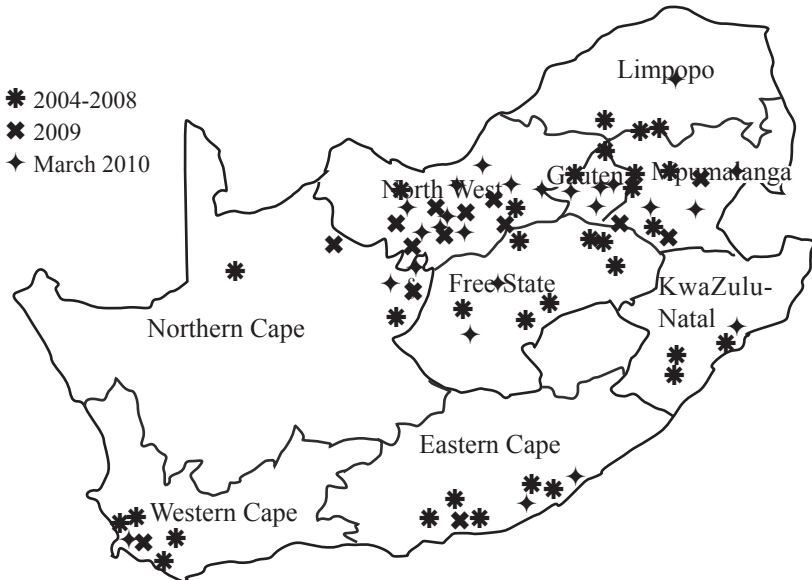 Limpopo
2004-2008
2009
March 2010
Gauten
Mpumalanga
North West
Free State
KwaZulu-
Natal
Northern Cape
Eastern Cape
Western Cape